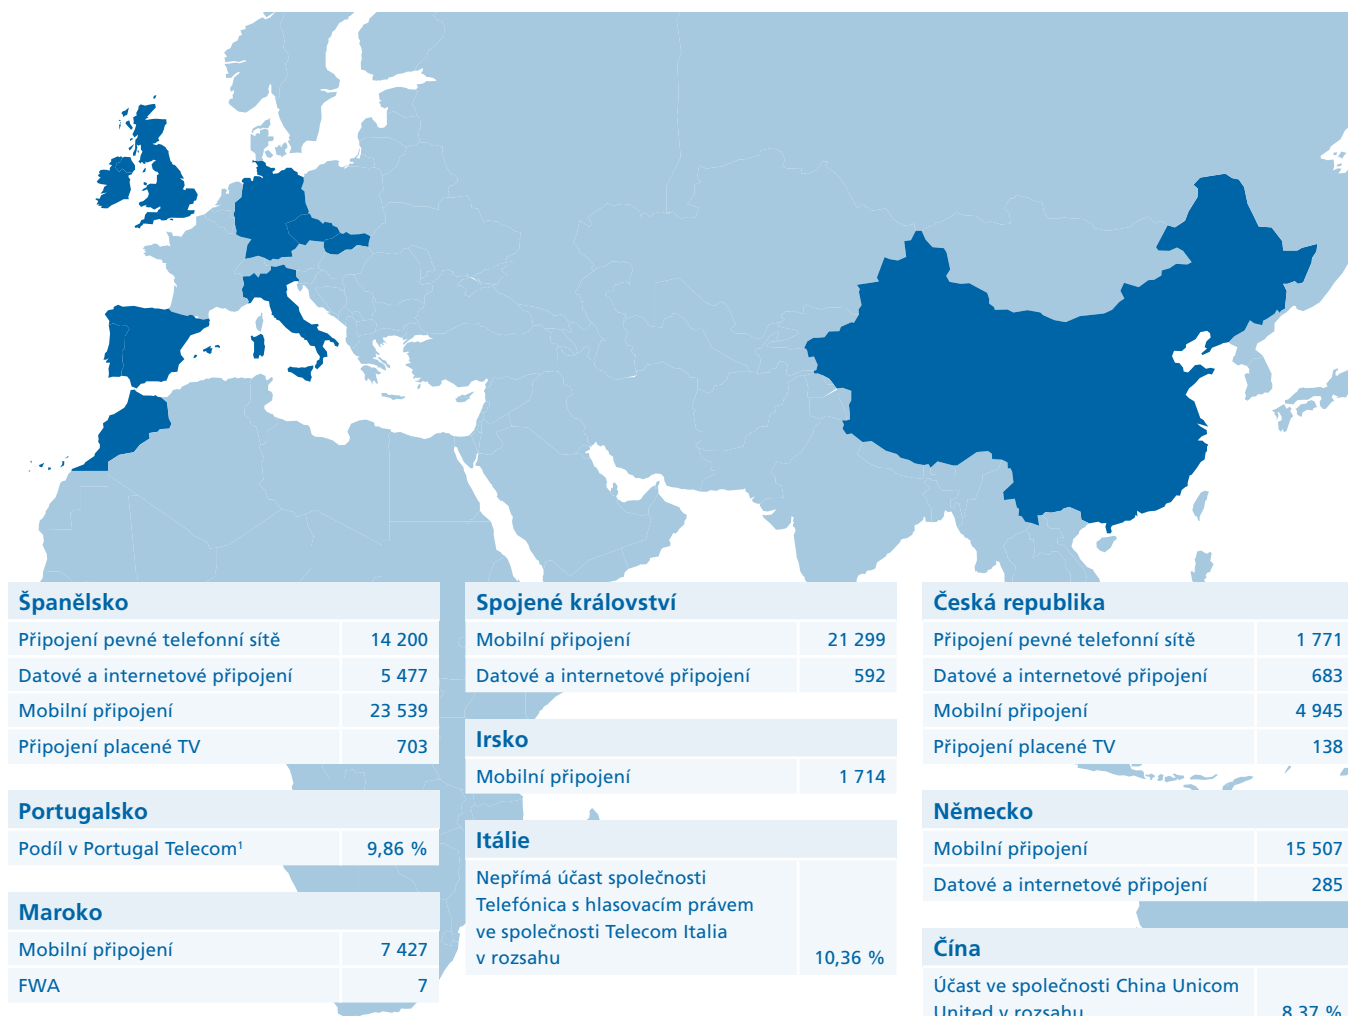 Španělsko
Připojení pevné telefonní sítě 14 200
Datové a internetové připojení 5 477
Mobilní připojení 23 539
Připojení placené TV 703
Portugalsko
Podíl v Portugal Telecom¹ 9,86 %
Maroko
Mobilní připojení 7 427
FWA 7
Spojené království
Mobilní připojení 21 299
Datové a internetové připojení 592
Irsko
Mobilní připojení 1 714
Itálie
Nepřímá účast společnosti
Telefónica s hlasovacím právem
ve společnosti Telecom Italia
v rozsahu 10,36 %
Česká republika
Připojení pevné telefonní sítě 1 771
Datové a internetové připojení 683
Mobilní připojení 4 945
Připojení placené TV 138
Německo
Mobilní připojení 15 507
Datové a internetové připojení 285
Čína
Účast ve společnosti China Unicom
United v rozsahu 8,37 %